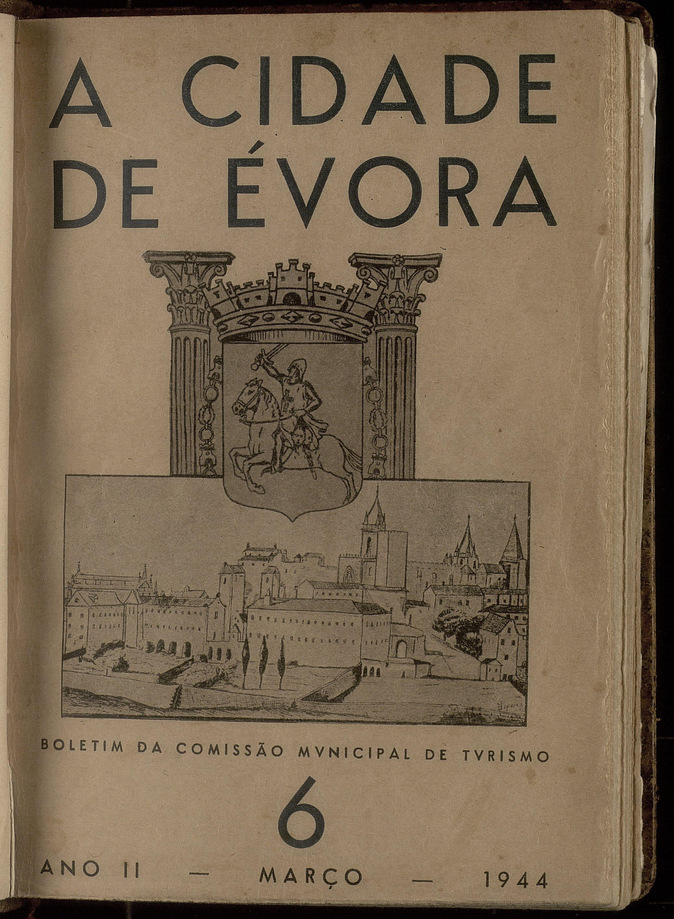 A CIDADE
DE ÉVORA
BOLETIM DA COMISSÃO MVNICIPAL DE TVRISMO
6
ANO II — MARÇO — 1944